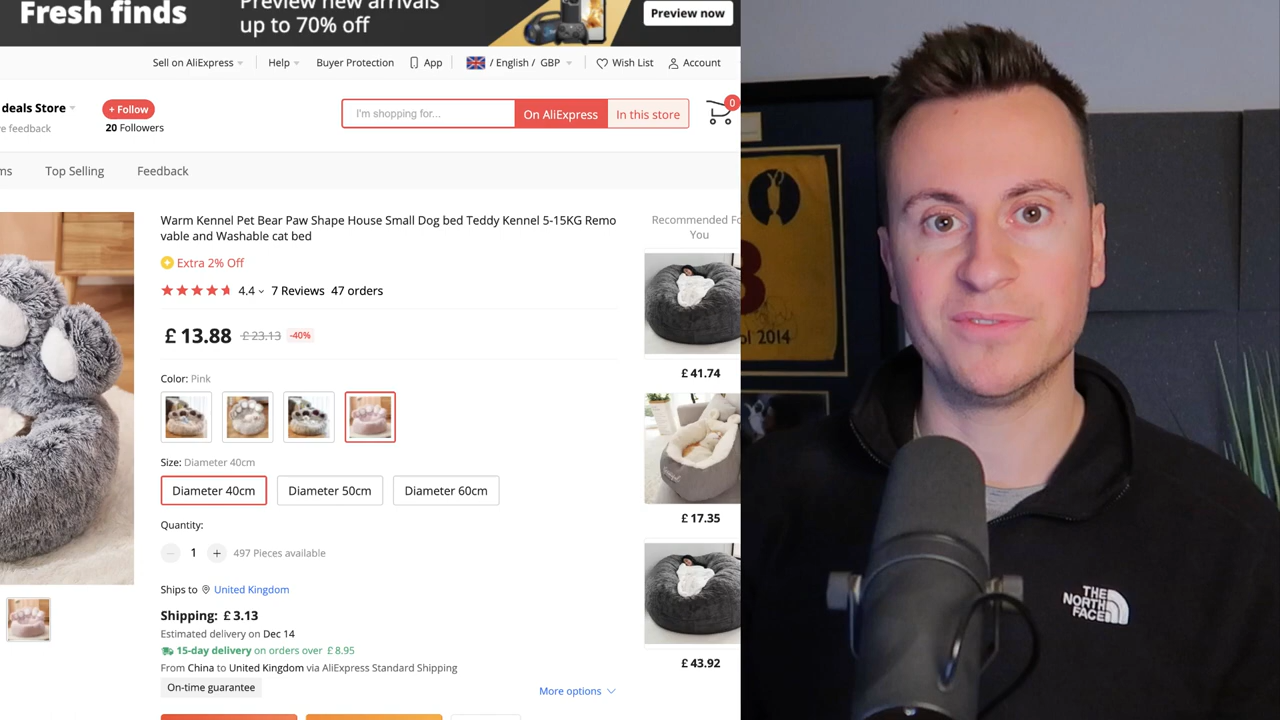 Fresh finds
Preview new arrivals
up to 70% off
Preview now
Sell on AliExpress
Help
Buyer Protection
App
/ English / GBP
Wish List
Account
deals Store
+ Follow
feedback
20 Followers
I'm shopping for...
On AliExpress
In this store
0
Top Selling
Feedback
Warm Kennel Pet Bear Paw Shape House Small Dog bed Teddy Kennel 5-15KG Remo
vable and Washable cat bed
Extra 2% Off
4.4
7 Reviews
47 orders
£ 13.88
£ 23.13
-40%
Color: Pink
Size: Diameter 40cm
Diameter 40cm
Diameter 50cm
Diameter 60cm
Quantity:
1
497 Pieces available
Ships to
United Kingdom
Shipping: £ 3.13
Estimated delivery on Dec 14
15-day delivery on orders over £ 8.95
From China to United Kingdom via AliExpress Standard Shipping
On-time guarantee
More options
Recommended Fo
You
£ 41.74
£ 17.35
£ 43.92
2014
THE
NORTH
FACE